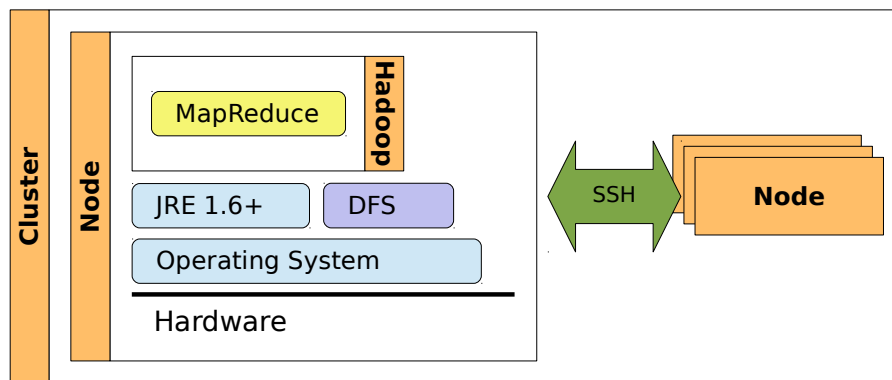 Cluster
Node
Hadoop
MapReduce
JRE 1.6+
DFS
Operating System
Hardware
SSH
Node